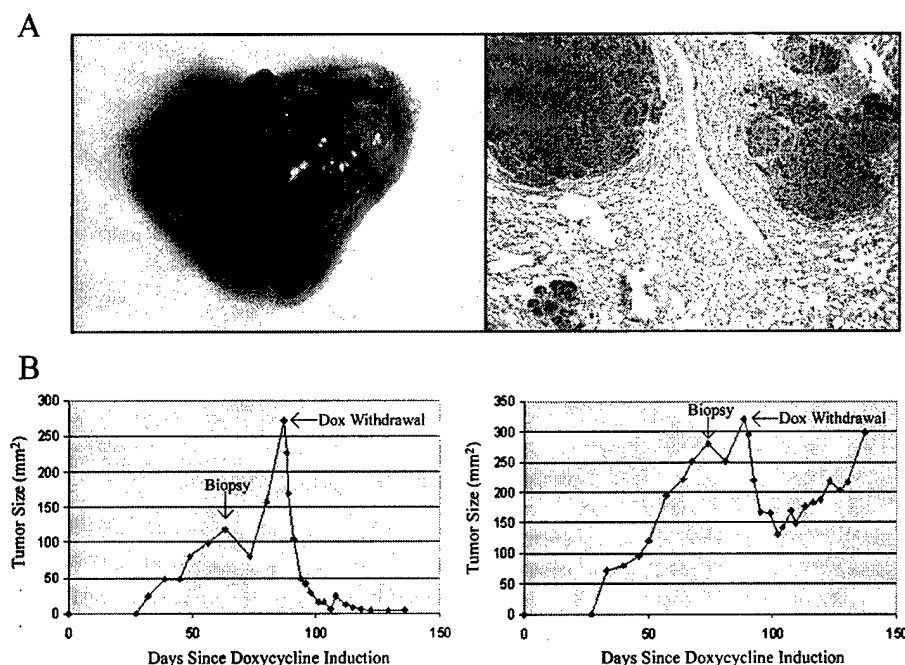 A
B
300
250
200
150
100
50
0
Tumor Size (mm²)
Biopsy
Dox Withdrawal
0 50 100 150
Days Since Doxycycline Induction
350
300
250
200
150
100
50
0
Tumor Size (mm²)
Biopsy
Dox Withdrawal
0 50 100 150
Days Since Doxycycline Induction